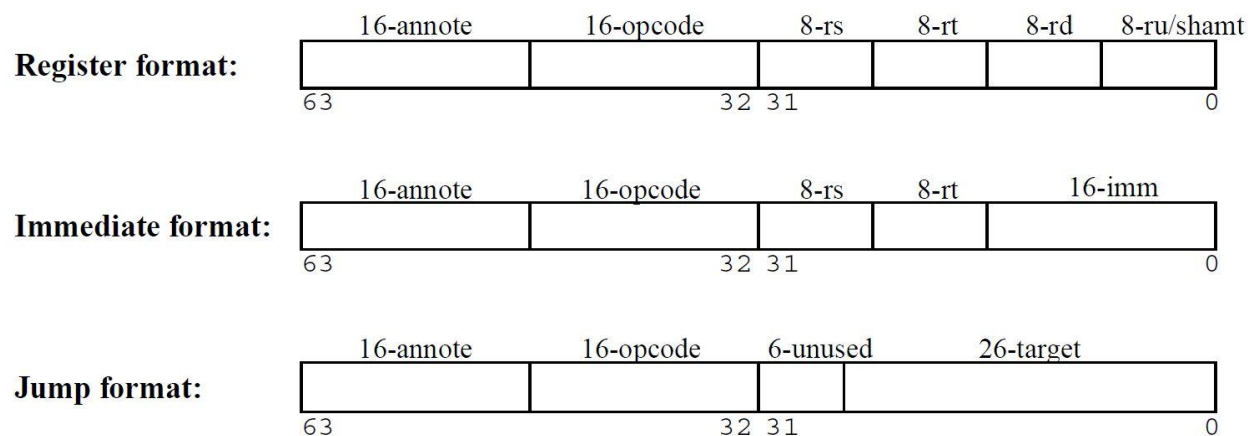 16-annote 16-opcode 8-rs 8-rt 8-rd 8-ru/shamt
Register format:
63 32 31 0
16-annote 16-opcode 8-rs 8-rt 16-imm
Immediate format:
63 32 31 0
16-annote 16-opcode 6-unused 26-target
Jump format:
63 32 31 0